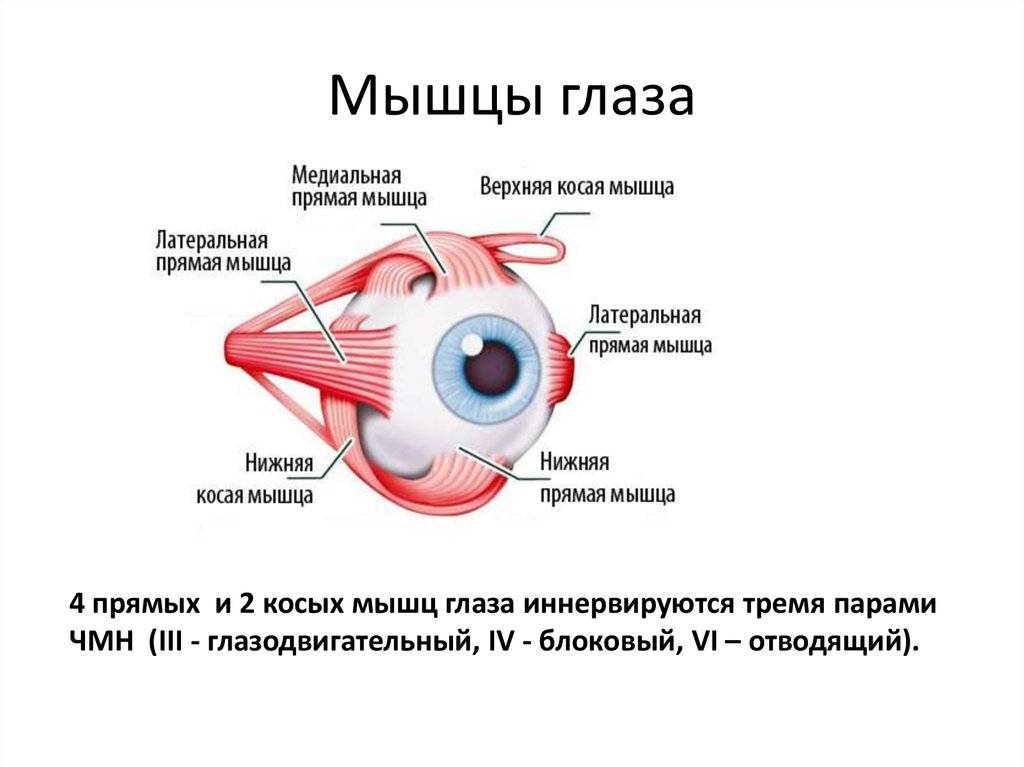 Мышцы глаза
Медиальная
прямая мышца
Верхняя косая мышца
Латеральная
прямая мышца
Латеральная
прямая мышца
Нижняя
косая мышца
Нижняя
прямая мышца
4 прямых и 2 косых мышц глаза иннервируются тремя парами
ЧМН (III - глазодвигательный, IV - блоковый, VI – отводящий).